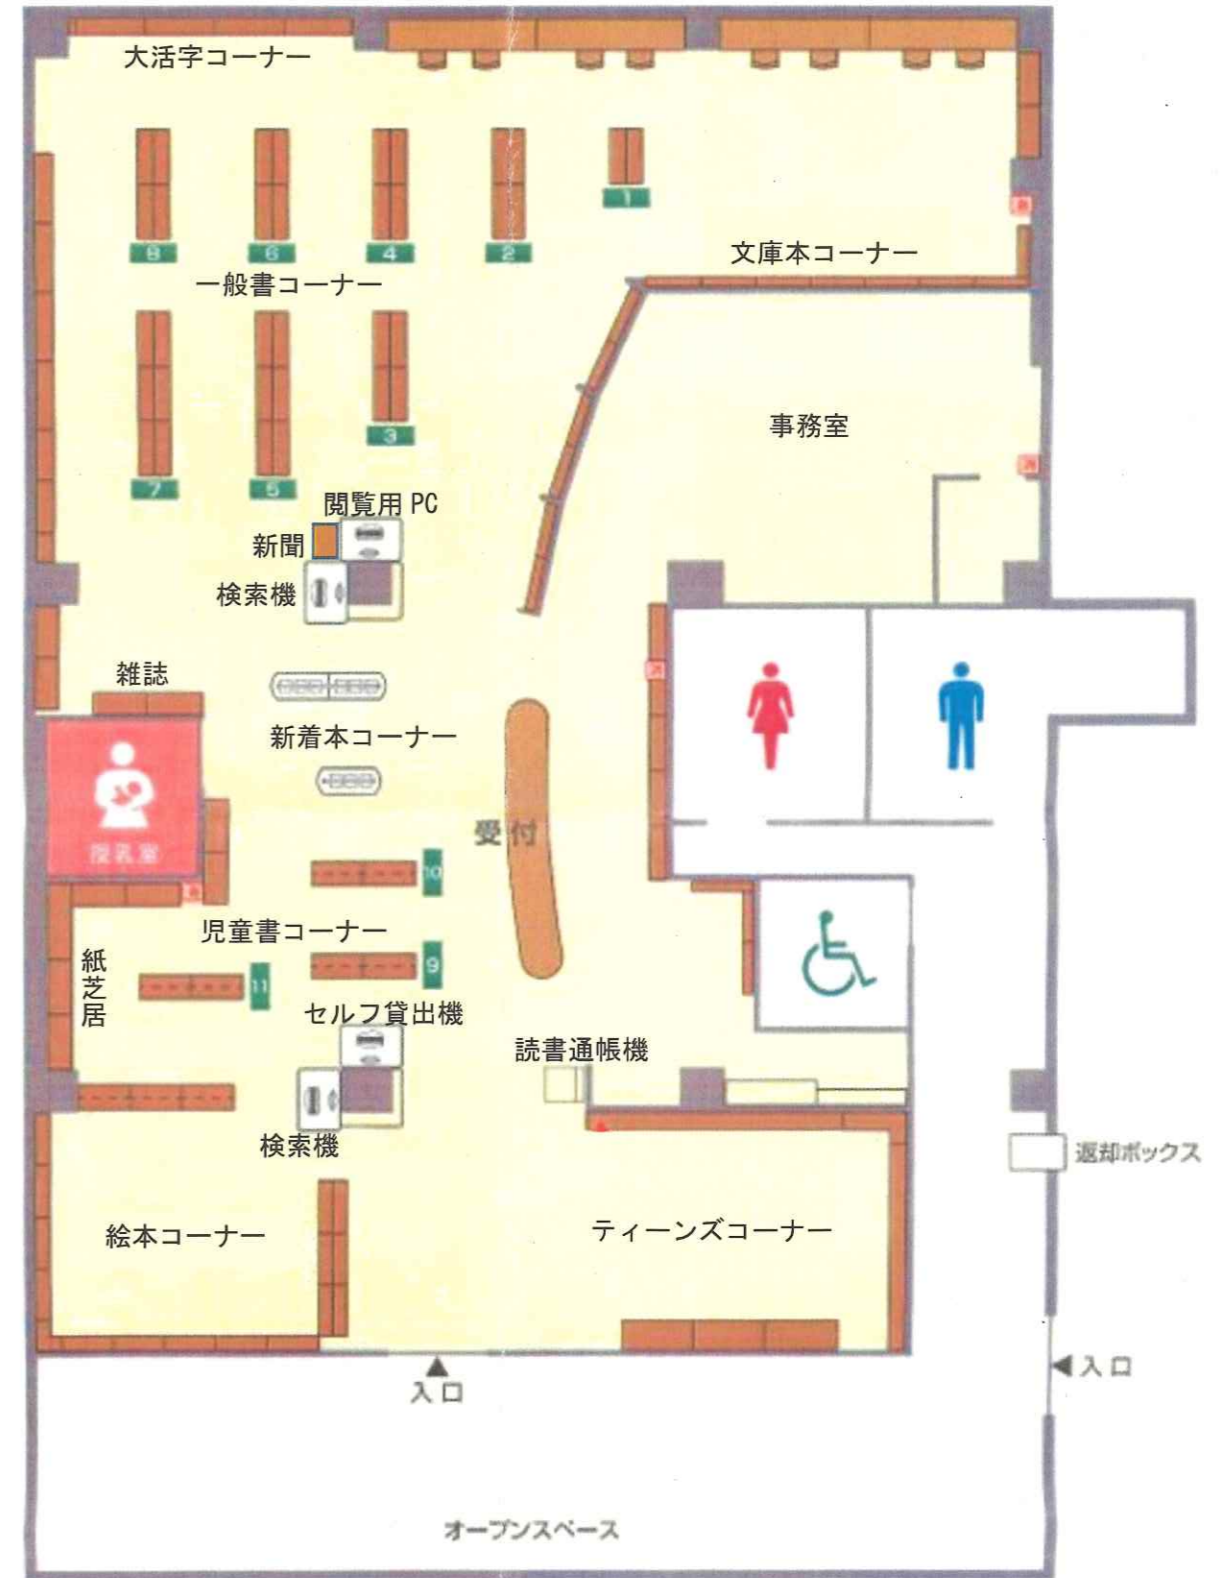 大活字コーナー
1
8
6
4
2
文庫本コーナー
一般書コーナー
事務室
3
7
5
閲覧用 PC
新聞
検索機
雑誌
新着本コーナー
授乳室
受付
10
児童書コーナー
紙芝居
9
11
セルフ貸出機
読書通帳機
検索機
返却ボックス
絵本コーナー
ティーンズコーナー
入口
入口
オープンスペース